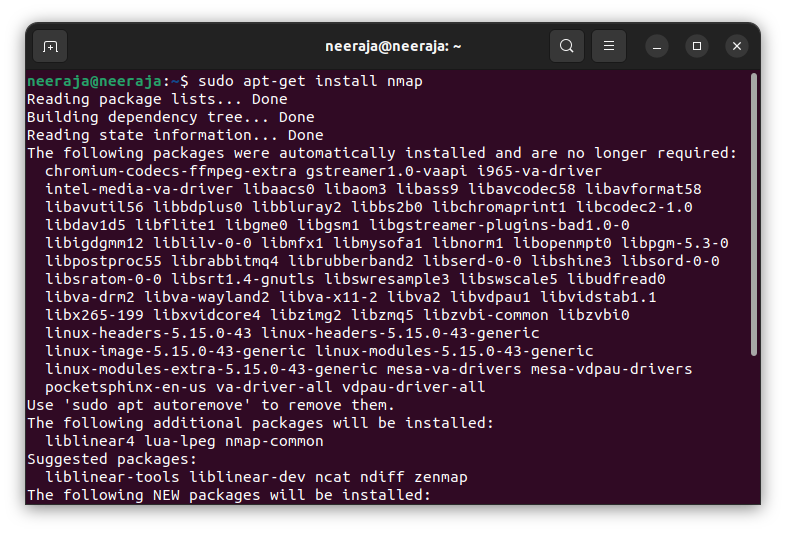 neeraja@neeraja: ~
neeraja@neeraja:~$ sudo apt-get install nmap
Reading package lists... Done
Building dependency tree... Done
Reading state information... Done
The following packages were automatically installed and are no longer required:
  chromium-codecs-ffmpeg-extra gstreamer1.0-vaapi i965-va-driver
  intel-media-va-driver libaacs0 libaom3 libass9 libavcodec58 libavformat58
  libavutil56 libbdplus0 libbluray2 libbs2b0 libchromaprint1 libcodec2-1.0
  libdav1d5 libflite1 libgme0 libgsm1 libgstreamer-plugins-bad1.0-0
  libigdgmm12 liblilv-0-0 libmfx1 libmysofa1 libnorm1 libopenmpt0 libpgm-5.3-0
  libpostproc55 librabbitmq4 librubberband2 libserd-0-0 libshine3 libsord-0-0
  libsratom-0-0 libsrt1.4-gnutls libswresample3 libswscale5 libudfread0
  libva-drm2 libva-wayland2 libva-x11-2 libva2 libvdpau1 libvidstab1.1
  libx265-199 libxvidcore4 libzimg2 libzmq5 libzvbi-common libzvbi0
  linux-headers-5.15.0-43 linux-headers-5.15.0-43-generic
  linux-image-5.15.0-43-generic linux-modules-5.15.0-43-generic
  linux-modules-extra-5.15.0-43-generic mesa-va-drivers mesa-vdpau-drivers
  pocketsphinx-en-us va-driver-all vdpau-driver-all
Use 'sudo apt autoremove' to remove them.
The following additional packages will be installed:
  liblinear4 lua-lpeg nmap-common
Suggested packages:
  liblinear-tools liblinear-dev ncat ndiff zenmap
The following NEW packages will be installed: